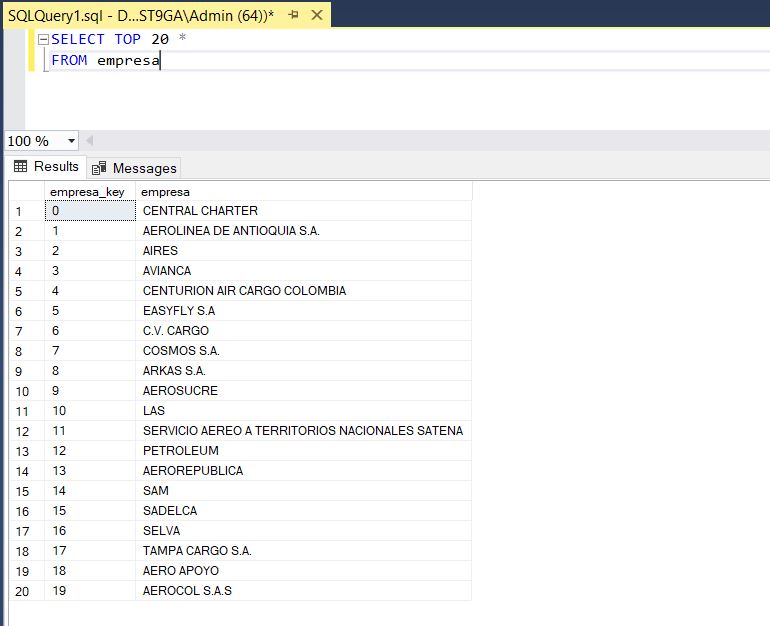 SQLQuery1.sql - D...ST9GA\Admin (64))*
SELECT TOP 20 *
FROM empresa
100 %
Results Messages
empresa_key empresa
1 0 CENTRAL CHARTER
2 1 AEROLINEA DE ANTIOQUIA S.A.
3 2 AIRES
4 3 AVIANCA
5 4 CENTURION AIR CARGO COLOMBIA
6 5 EASYFLY S.A
7 6 C.V. CARGO
8 7 COSMOS S.A.
9 8 ARKAS S.A.
10 9 AEROSUCRE
11 10 LAS
12 11 SERVICIO AEREO A TERRITORIOS NACIONALES SATENA
13 12 PETROLEUM
14 13 AEROREPUBLICA
15 14 SAM
16 15 SADELCA
17 16 SELVA
18 17 TAMPA CARGO S.A.
19 18 AERO APOYO
20 19 AEROCOL S.A.S